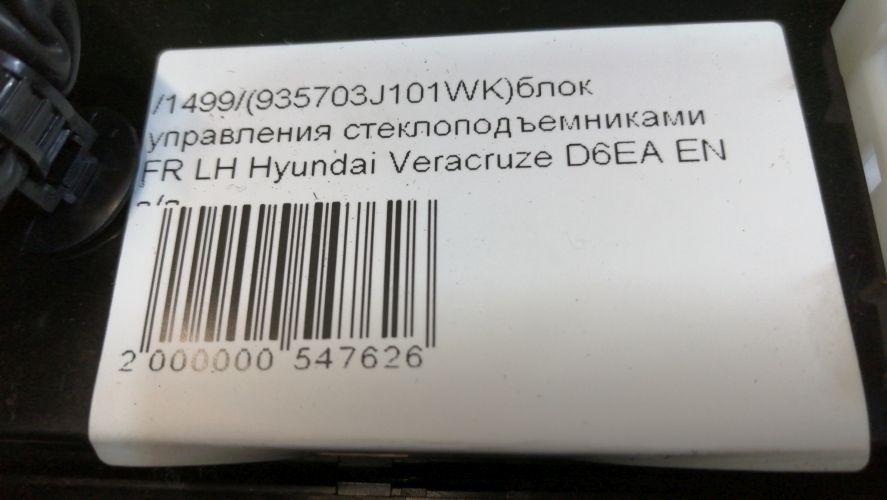 /1499/(935703J101WK)блок
управления стеклоподъемниками
FR LH Hyundai Veracruze D6EA EN
2 000000 547626